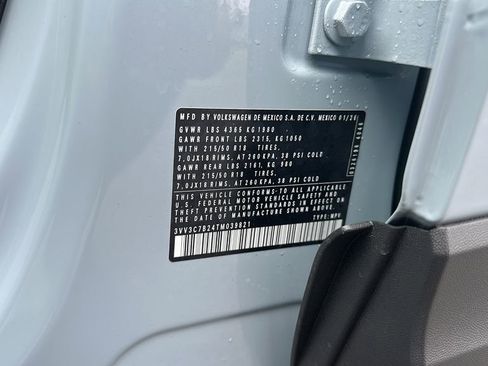 MFD BY VOLKSWAGEN DE MEXICO S.A. DE C.V. MEXICO 01/26
GVWR LBS 4365 KG 1980
GAWR FRONT LBS 2315, KG 1050
WITH 215/50 R18 TIRES,
7,0JX18 RIMS, AT 260 KPA, 38 PSI COLD
GAWR REAR LBS 2161, KG 980
WITH 215/50 R18 TIRES,
7,0JX18 RIMS, AT 260 KPA, 38 PSI COLD
THIS VEHICLE CONFORMS TO ALL APPLICABLE
U.S. FEDERAL MOTOR VEHICLE SAFETY AND
THEFT PREVENTION STANDARDS IN EFFECT ON
THE DATE OF MANUFACTURE SHOWN ABOVE.
3VV3C7B24TM039821 TYPE: MPV